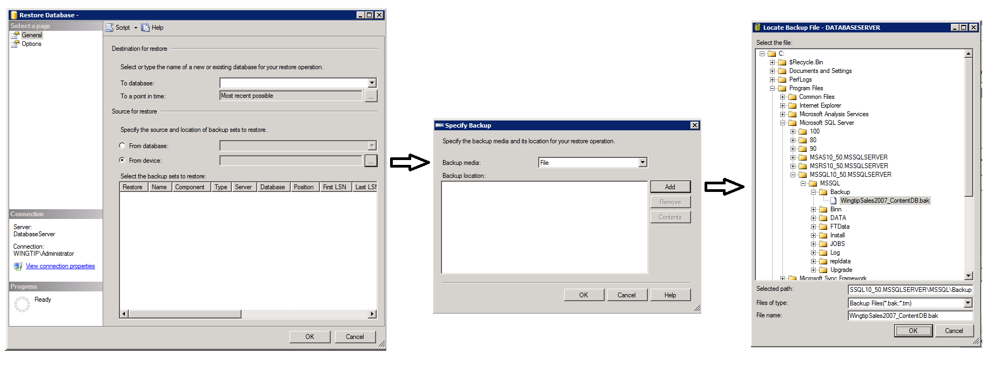 Restore Database -
Select a page
General
Options
Script
Help
Destination for restore
Select or type the name of a new or existing database for your restore operation.
To database:
To a point in time:
Most recent possible
...
Source for restore
Specify the source and location of backup sets to restore.
From database:
From device:
...
Select the backup sets to restore:
Restore Name Component Type Server Database Position First LSN Last LSN
Connection
Server:
DatabaseServer
Connection:
WINGTIP\Administrator
View connection properties
Progress
Ready
OK
Cancel
Specify Backup
Specify the backup media and its location for your restore operation.
Backup media:
File
Backup location:
Add
Remove
Contents
OK
Cancel
Help
Locate Backup File - DATABASESERVER
Select the file:
C:
$Recycle.Bin
Documents and Settings
PerfLogs
Program Files
Common Files
Internet Explorer
Microsoft Analysis Services
Microsoft SQL Server
100
80
90
MSAS10_50.MSSQLSERVER
MSRS10_50.MSSQLSERVER
MSSQL10_50.MSSQLSERVER
MSSQL
Backup
WingtipSales2007_ContentDB.bak
Binn
DATA
FTData
Install
JOBS
Log
repldata
Upgrade
Microsoft Sync Framework
Selected path:
SSQL10_50.MSSQLSERVER\MSSQL\Backup
Files of type:
Backup Files(*.bak;*.trn)
File name:
WingtipSales2007_ContentDB.bak
OK
Cancel